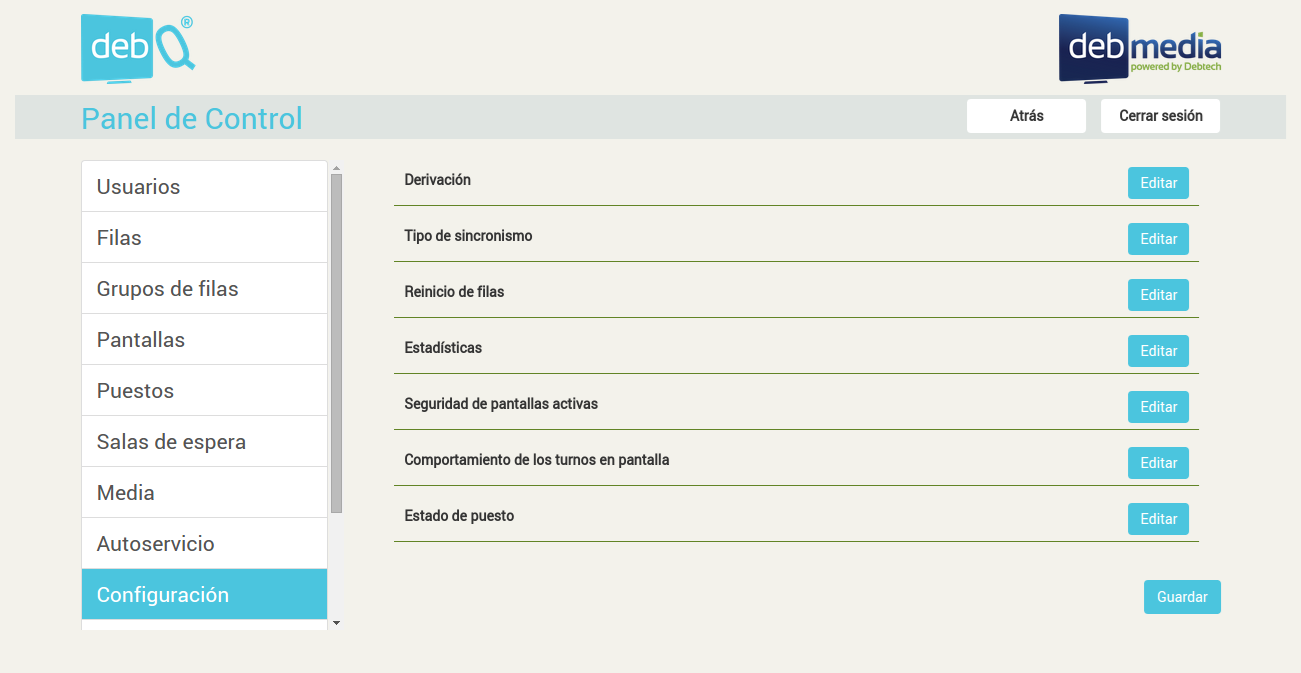 debQ®
debmedia
powered by Debtech
Panel de Control
Atrás
Cerrar sesión
Usuarios
Filas
Grupos de filas
Pantallas
Puestos
Salas de espera
Media
Autoservicio
Configuración
Derivación Editar
Tipo de sincronismo Editar
Reinicio de filas Editar
Estadísticas Editar
Seguridad de pantallas activas Editar
Comportamiento de los turnos en pantalla Editar
Estado de puesto Editar
Guardar